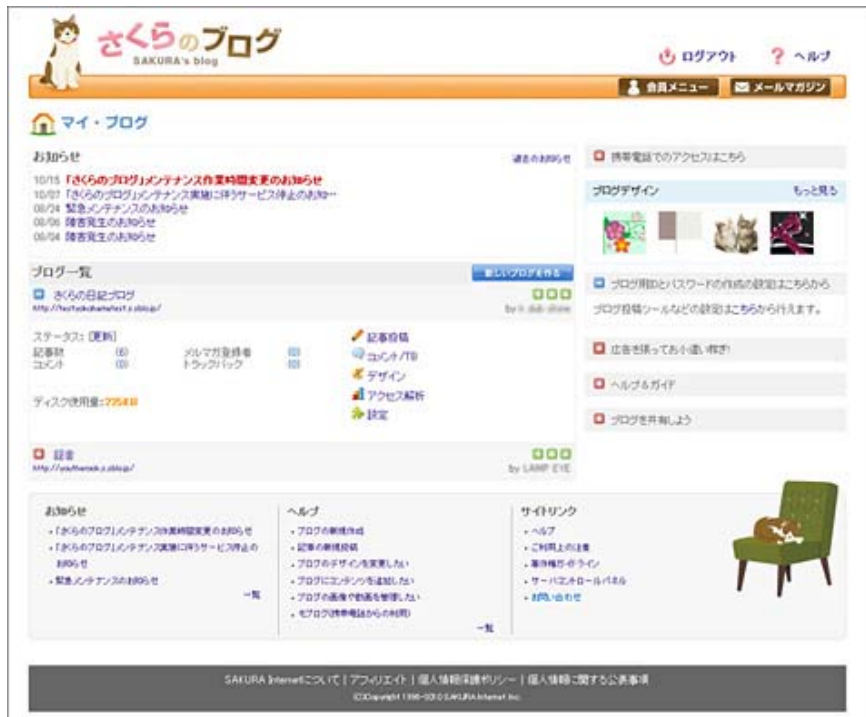 さくらのブログ
SAKURA's blog
ログアウト
ヘルプ
会員メニュー
メールマガジン
マイ・ブログ
お知らせ
過去のお知らせ
10/15 「さくらのブログ」メンテナンス作業時間変更のお知らせ
10/07 「さくらのブログ」メンテナンス実施に伴うサービス停止のお知…
08/24 緊急メンテナンスのお知らせ
08/06 障害発生のお知らせ
08/04 障害発生のお知らせ
ブログ一覧
新しいブログを作る
さくらの日記ブログ
by
ステータス: [更新]
記事数 (6) メルマガ登録者 (0)
コメント (0) トラックバック (0)
ディスク使用量:
記事投稿
コメント/TB
デザイン
アクセス解析
設定
by LAMP EYE
携帯電話でのアクセスはこちら
ブログデザイン
もっと見る
ブログ用IDとパスワードの作成の設定はこちらから
ブログ投稿ツールなどの設定はこちらから行えます。
広告を張ってお小遣い稼ぎ!
ヘルプ&ガイド
ブログを共有しよう
お知らせ
・「さくらのブログ」メンテナンス作業時間変更のお知らせ
・「さくらのブログ」メンテナンス実施に伴うサービス停止の
お知らせ
・緊急メンテナンスのお知らせ
一覧
ヘルプ
・ブログの新規作成
・記事の新規投稿
・ブログのデザインを変更したい
・ブログにコンテンツを追加したい
・ブログの画像や動画を管理したい
・モブログ(携帯電話からの利用)
一覧
サイトリンク
・ヘルプ
・ご利用上の注意
・著作権ガイドライン
・サーバコントロールパネル
・お問い合わせ
SAKURA Internetについて | アフィリエイト | 個人情報保護ポリシー | 個人情報に関する公表事項
(C)Copyright 1996-2010 SAKURA Internet Inc.